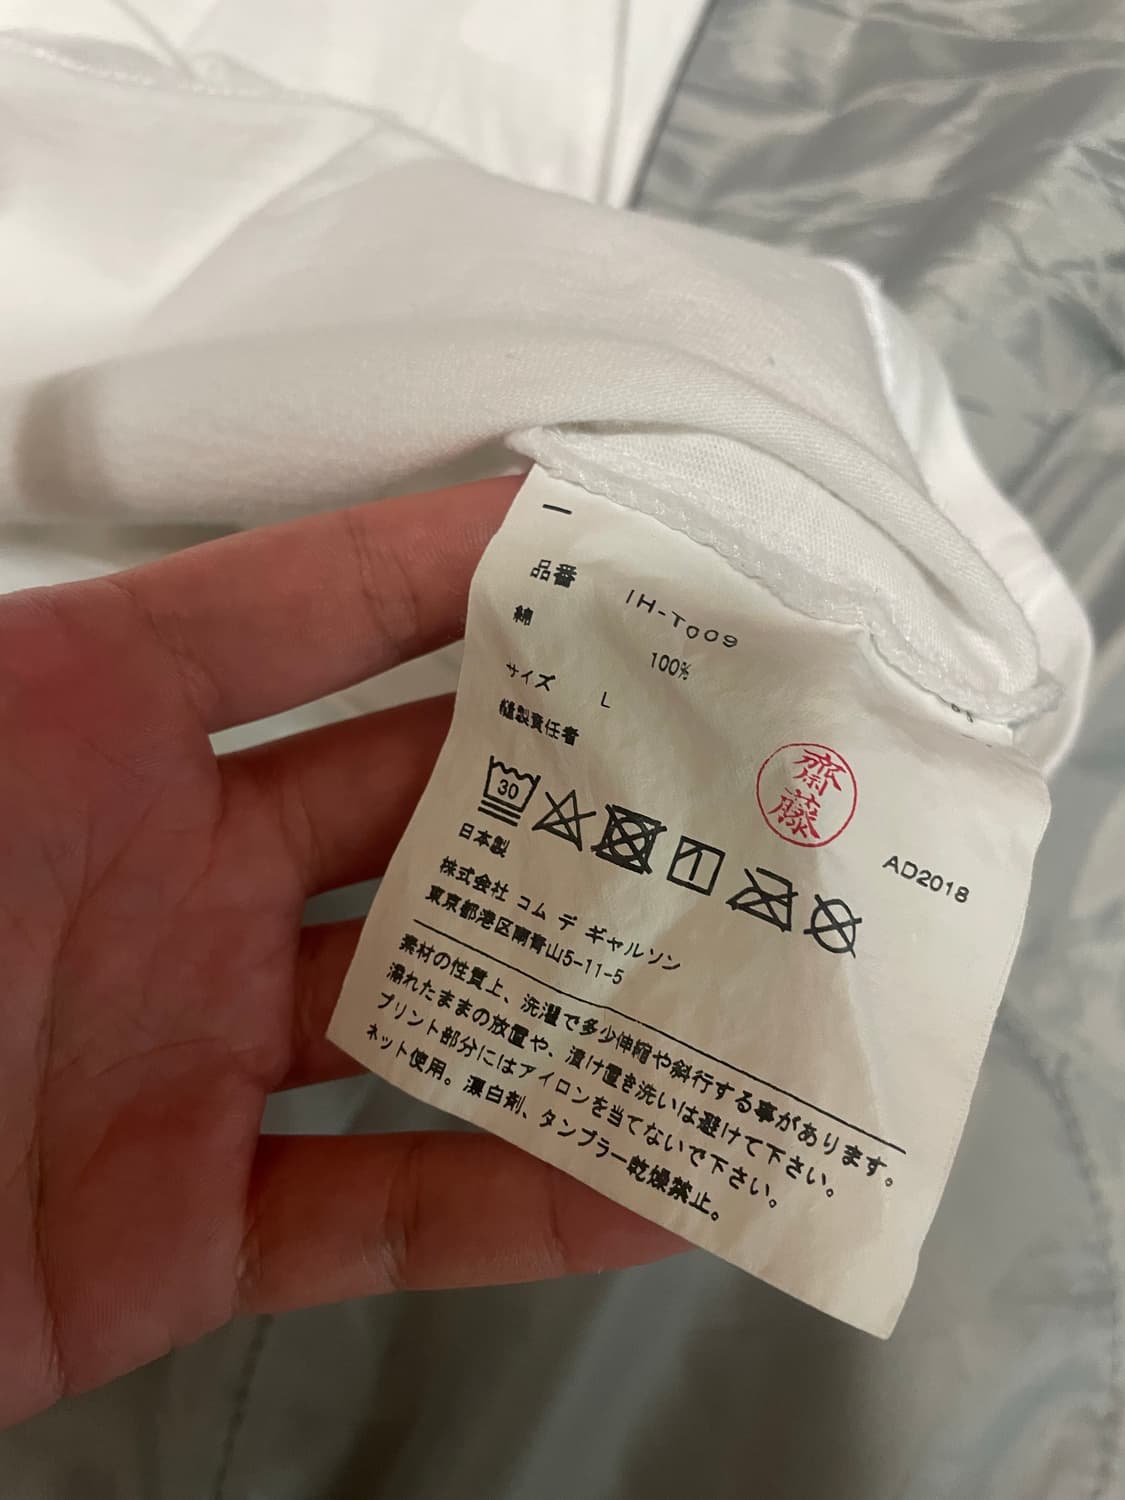 品番 IH-T009
綿 100%
サイズ L
縫製責任者
齋藤
30
AD2018
日本製
株式会社 コム デ ギャルソン
東京都港区南青山5-11-5
素材の性質上、洗濯で多少伸縮や斜行する事があります。
濡れたままの放置や、漬け置き洗いは避けて下さい。
プリント部分にはアイロンを当てないで下さい。
ネット使用。漂白剤、タンブラー乾燥禁止。